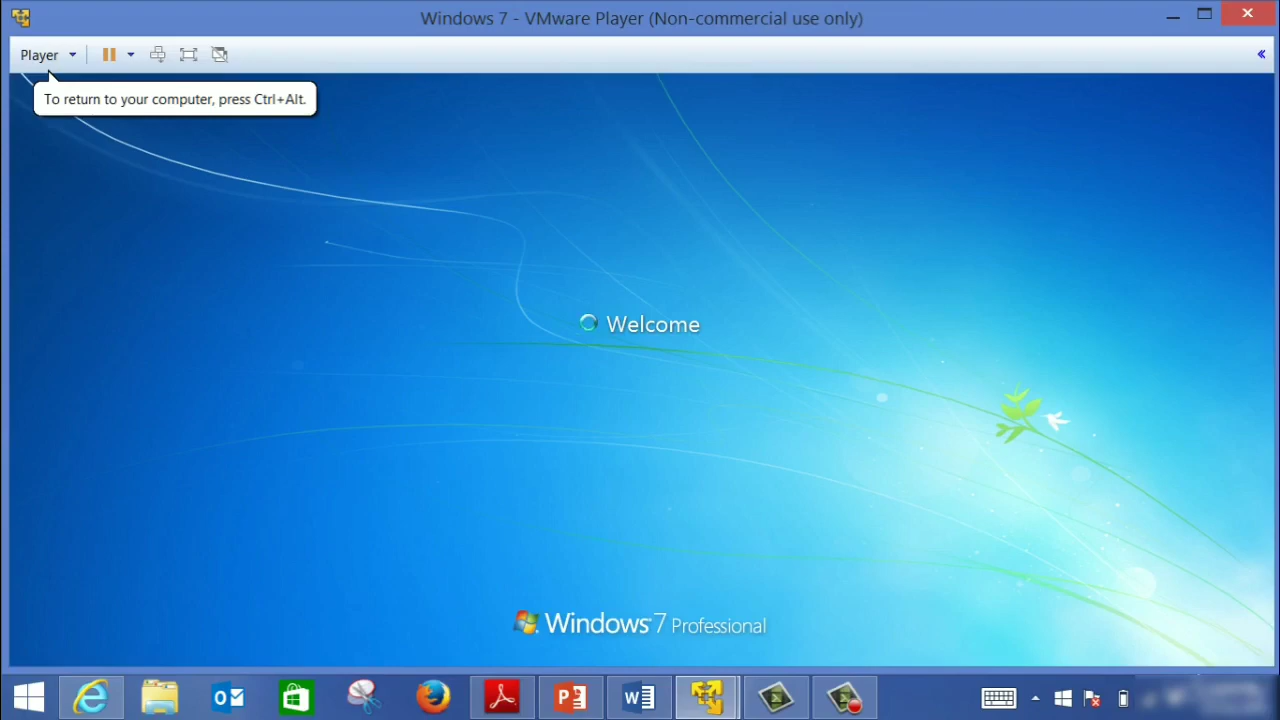 Windows 7 - VMware Player (Non-commercial use only)
Player
To return to your computer, press Ctrl+Alt.
Welcome
Windows 7 Professional